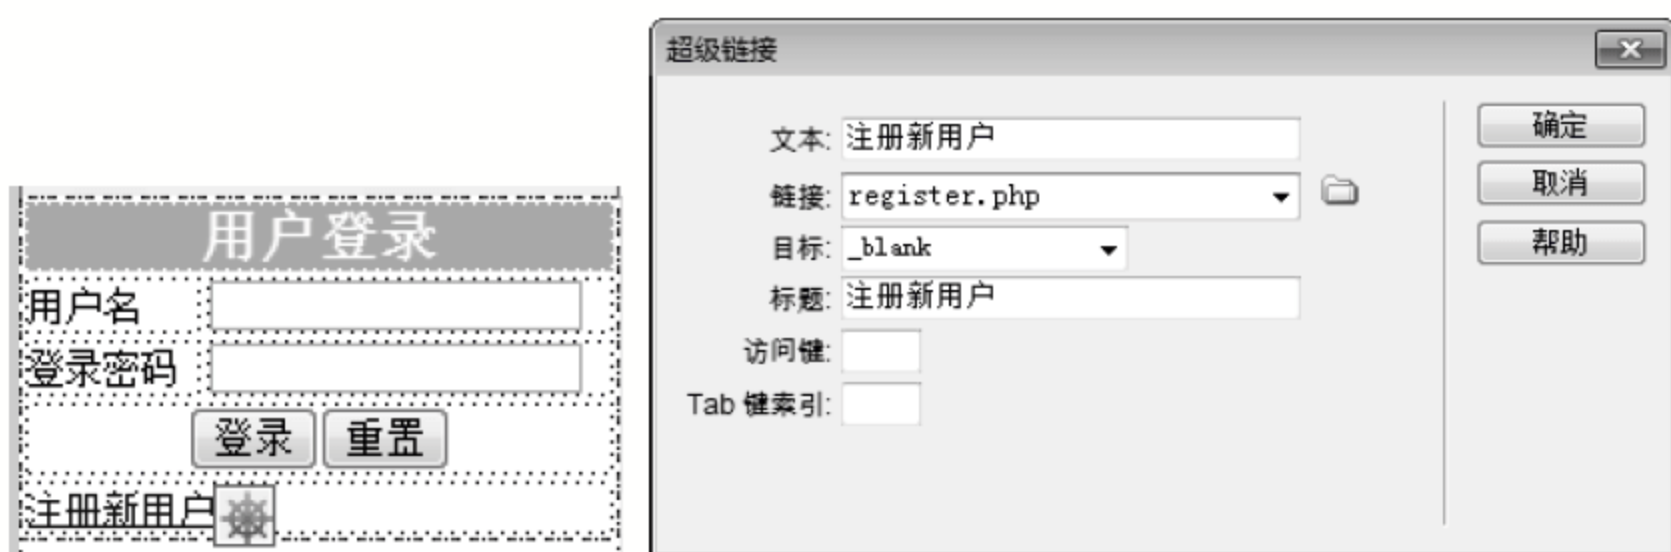 用户登录
用户名
登录密码
登录 重置
注册新用户
超级链接
文本: 注册新用户
链接: register.php
目标: _blank
标题: 注册新用户
访问键:
Tab 键索引:
确定
取消
帮助